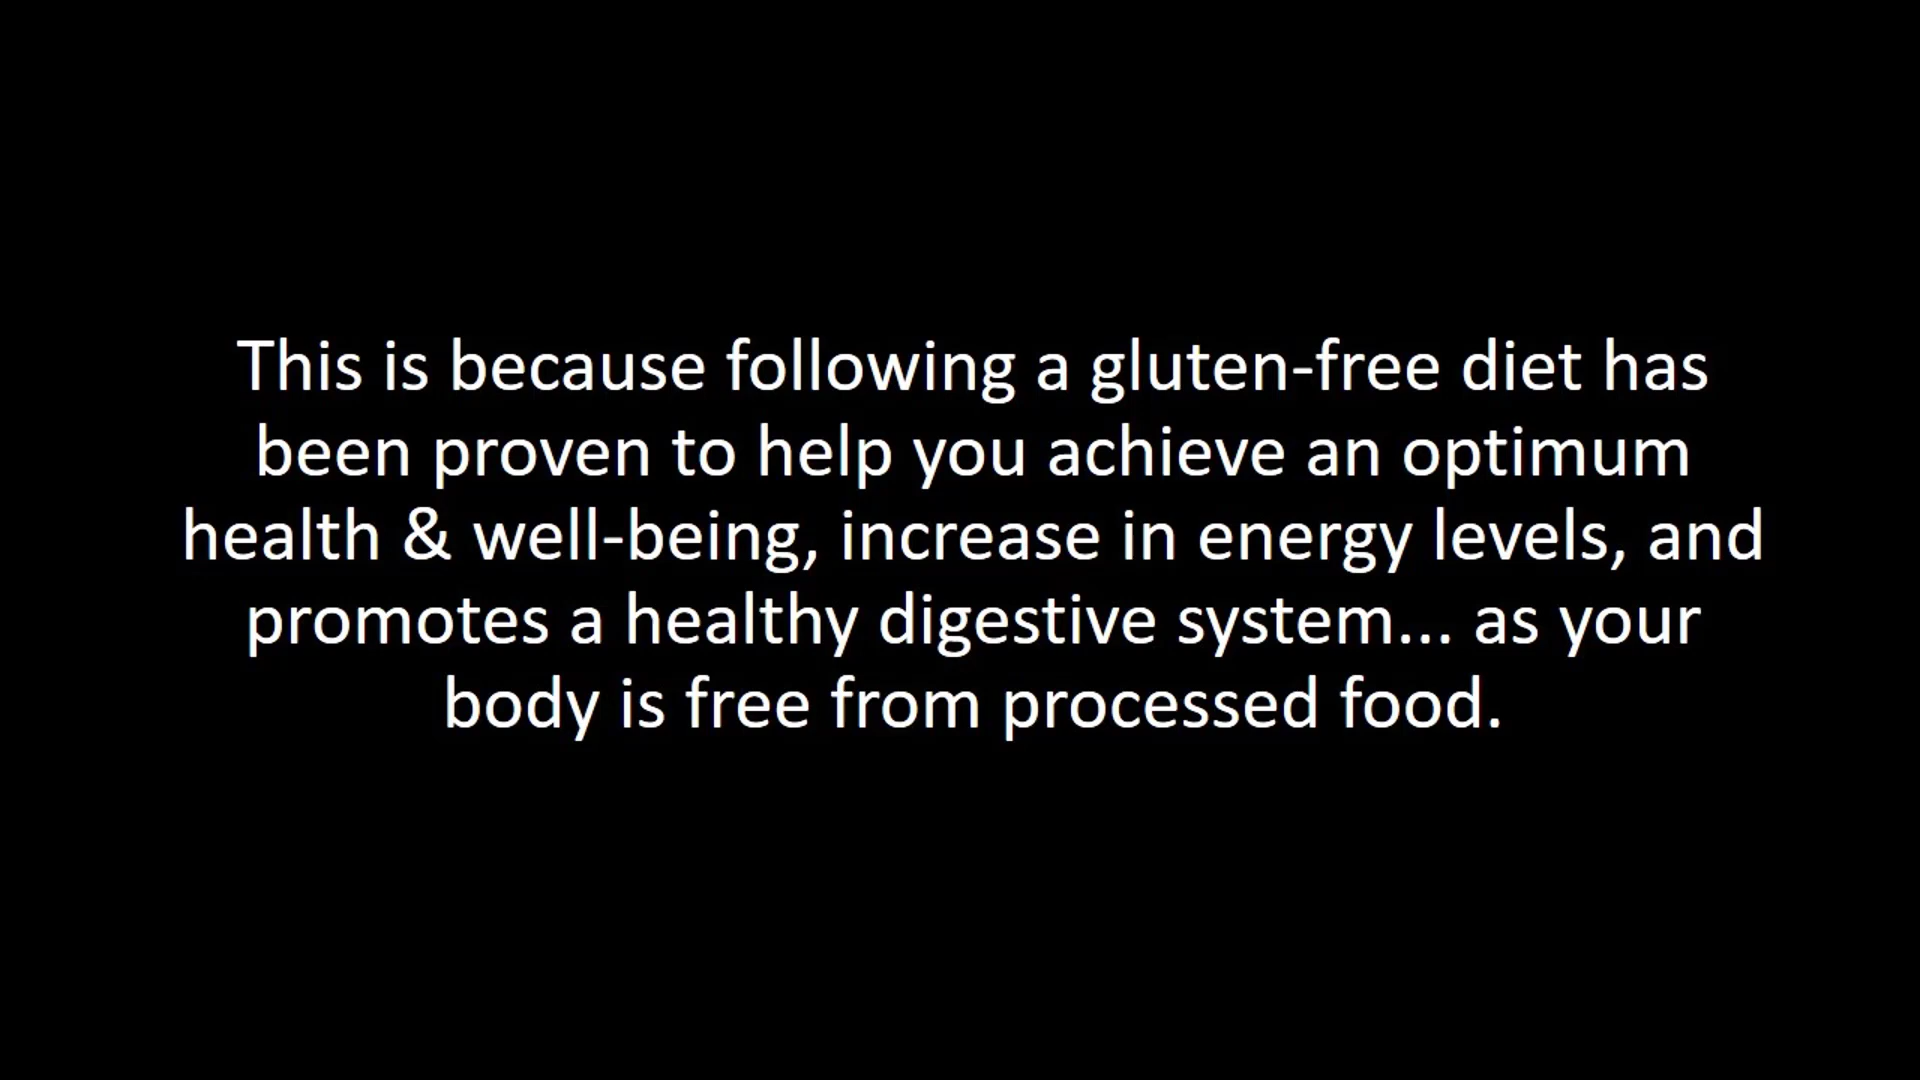 This is because following a gluten-free diet has
been proven to help you achieve an optimum
health & well-being, increase in energy levels, and
promotes a healthy digestive system... as your
body is free from processed food.